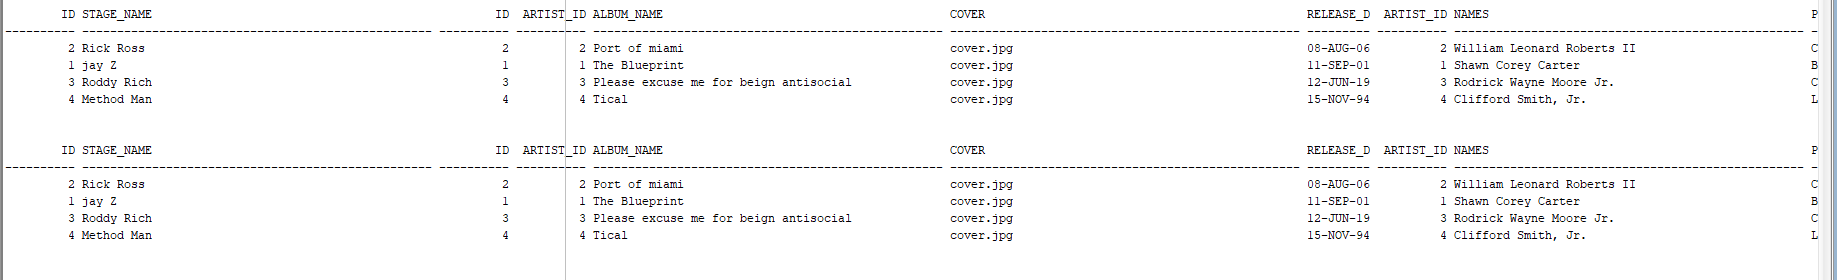 ID STAGE_NAME ID ARTIST_ID ALBUM_NAME COVER RELEASE_D ARTIST_ID NAMES P
2 Rick Ross 2 2 Port of miami cover.jpg 08-AUG-06 2 William Leonard Roberts II C
1 jay Z 1 1 The Blueprint cover.jpg 11-SEP-01 1 Shawn Corey Carter B
3 Roddy Rich 3 3 Please excuse me for beign antisocial cover.jpg 12-JUN-19 3 Rodrick Wayne Moore Jr. C
4 Method Man 4 4 Tical cover.jpg 15-NOV-94 4 Clifford Smith, Jr. L
ID STAGE_NAME ID ARTIST_ID ALBUM_NAME COVER RELEASE_D ARTIST_ID NAMES P
2 Rick Ross 2 2 Port of miami cover.jpg 08-AUG-06 2 William Leonard Roberts II C
1 jay Z 1 1 The Blueprint cover.jpg 11-SEP-01 1 Shawn Corey Carter B
3 Roddy Rich 3 3 Please excuse me for beign antisocial cover.jpg 12-JUN-19 3 Rodrick Wayne Moore Jr. C
4 Method Man 4 4 Tical cover.jpg 15-NOV-94 4 Clifford Smith, Jr. L